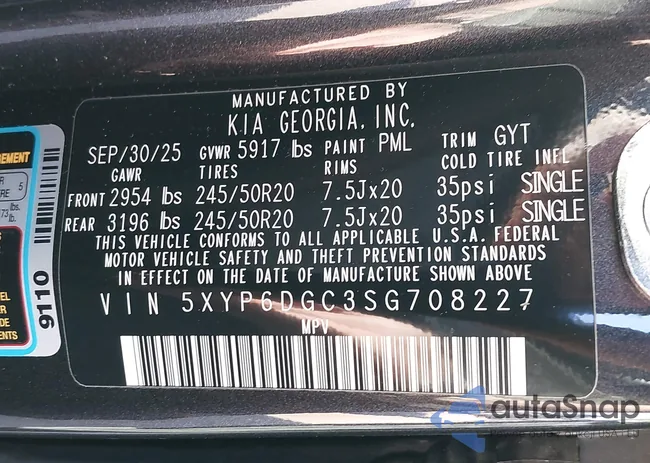 MANUFACTURED BY
KIA GEORGIA, INC.
SEP/30/25 GVWR 5917 lbs PAINT PML TRIM GYT
GAWR TIRES RIMS COLD TIRE INFL
FRONT 2954 lbs 245/50R20 7.5Jx20 35psi SINGLE
REAR 3196 lbs 245/50R20 7.5Jx20 35psi SINGLE
THIS VEHICLE CONFORMS TO ALL APPLICABLE U.S.A. FEDERAL
MOTOR VEHICLE SAFETY AND THEFT PREVENTION STANDARDS
IN EFFECT ON THE DATE OF MANUFACTURE SHOWN ABOVE
VIN 5XYP6DGC3SG708227
MPV
9110
autoSnap